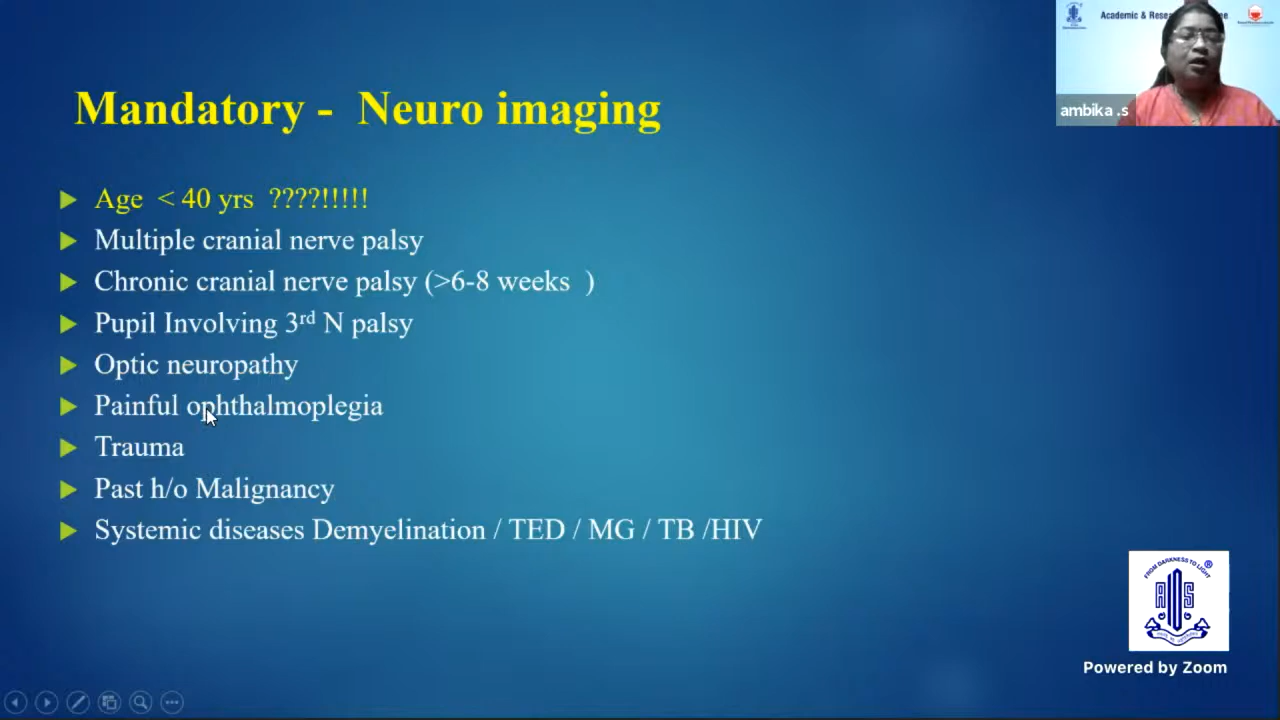 Academic & Rese
ambika .s
Mandatory - Neuro imaging
Age < 40 yrs ????!!!!!
Multiple cranial nerve palsy
Chronic cranial nerve palsy (>6-8 weeks )
Pupil Involving 3rd N palsy
Optic neuropathy
Painful ophthalmoplegia
Trauma
Past h/o Malignancy
Systemic diseases Demyelination / TED / MG / TB /HIV
FROM DARKNESS TO LIGHT ®
Powered by Zoom